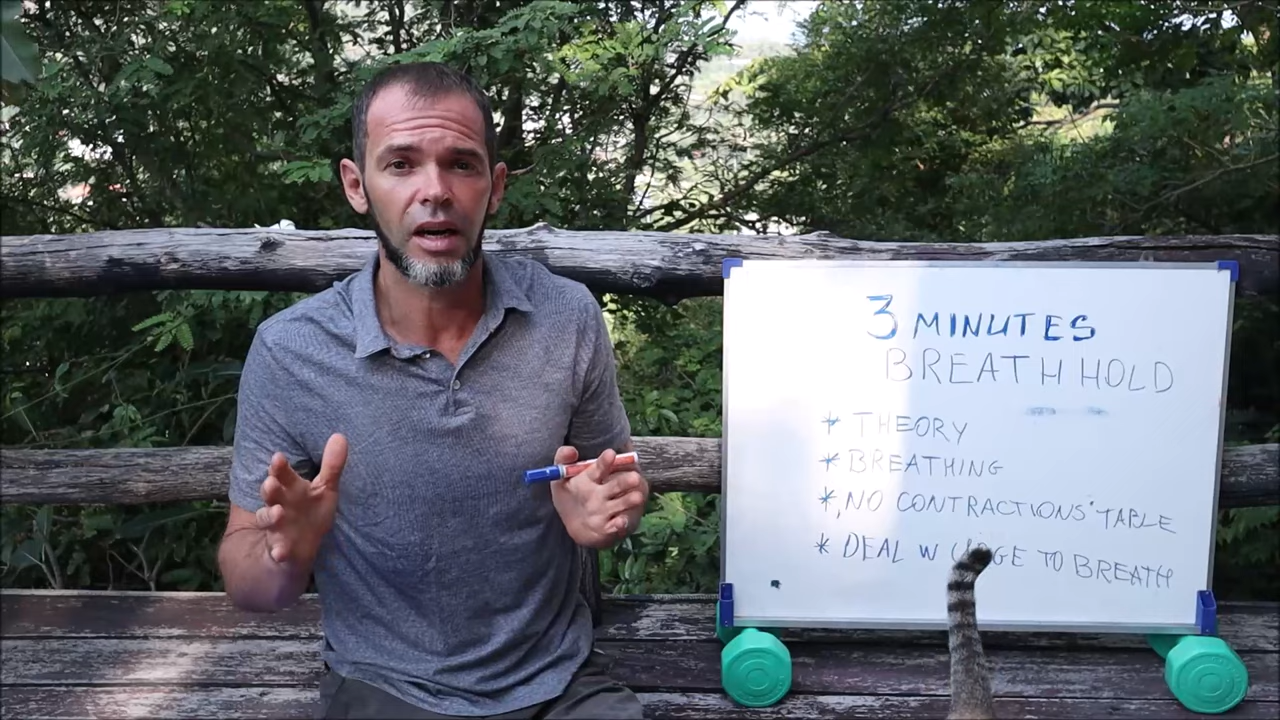 3 MINUTES
BREATH HOLD
* THEORY
* BREATHING
* ,NO CONTRACTIONS' TABLE
* DEAL W TO BREATH